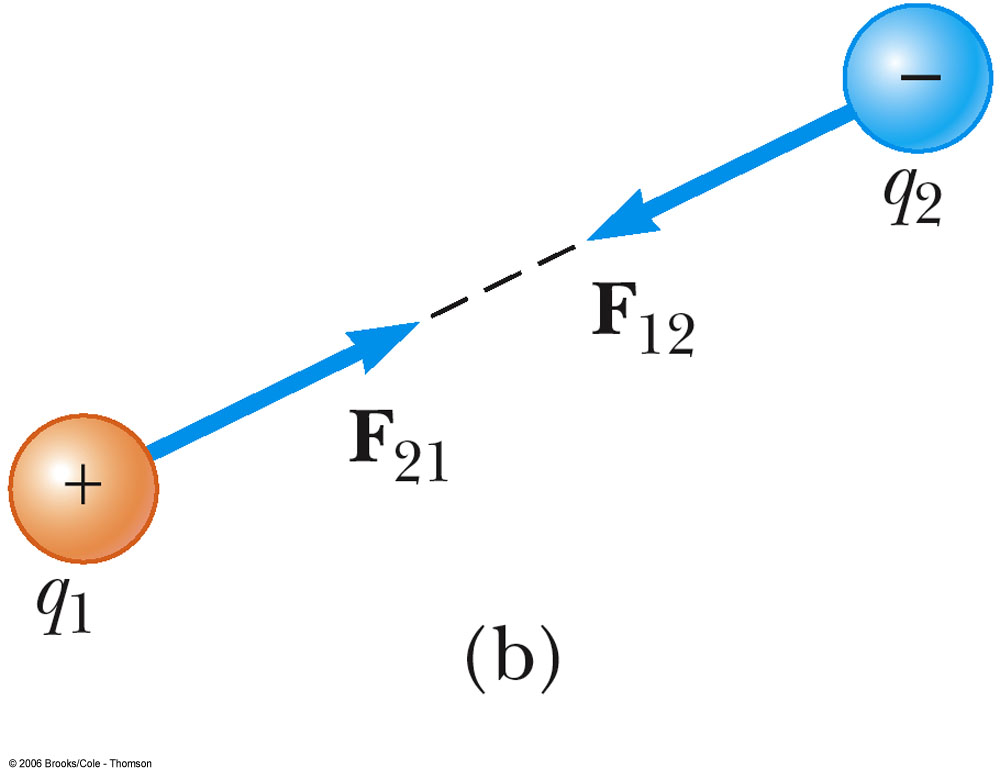 −
q2
F12
F21
+
q1
(b)
© 2006 Brooks/Cole - Thomson